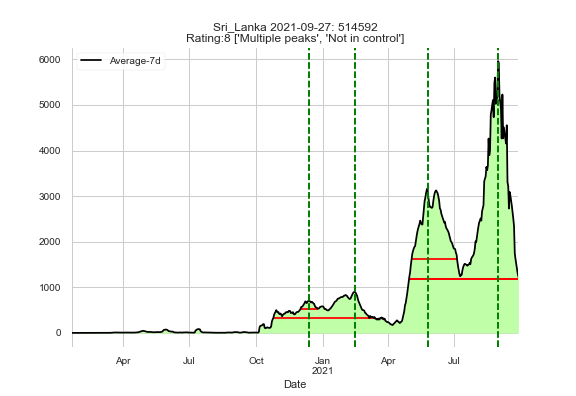 Sri_Lanka 2021-09-27: 514592
Rating:8 ['Multiple peaks', 'Not in control']
Average-7d
6000
5000
4000
3000
2000
1000
0
Apr Jul Oct Jan Apr Jul
2021
Date